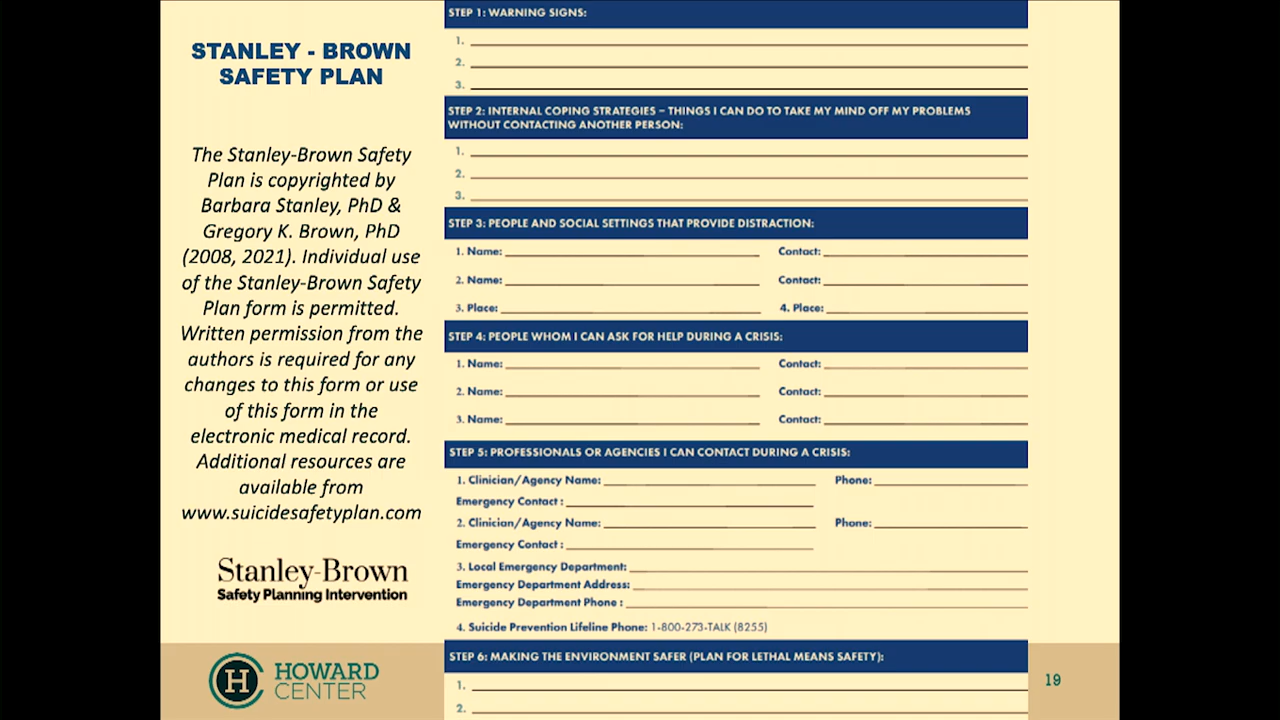 STANLEY - BROWN
SAFETY PLAN
The Stanley-Brown Safety
Plan is copyrighted by
Barbara Stanley, PhD &
Gregory K. Brown, PhD
(2008, 2021). Individual use
of the Stanley-Brown Safety
Plan form is permitted.
Written permission from the
authors is required for any
changes to this form or use
of this form in the
electronic medical record.
Additional resources are
available from
www.suicidesafetyplan.com
Stanley-Brown
Safety Planning Intervention
H
HOWARD
CENTER
STEP 1: WARNING SIGNS:
1.
2.
3.
STEP 2: INTERNAL COPING STRATEGIES – THINGS I CAN DO TO TAKE MY MIND OFF MY PROBLEMS
WITHOUT CONTACTING ANOTHER PERSON:
1.
2.
3.
STEP 3: PEOPLE AND SOCIAL SETTINGS THAT PROVIDE DISTRACTION:
1. Name: Contact:
2. Name: Contact:
3. Place: 4. Place:
STEP 4: PEOPLE WHOM I CAN ASK FOR HELP DURING A CRISIS:
1. Name: Contact:
2. Name: Contact:
3. Name: Contact:
STEP 5: PROFESSIONALS OR AGENCIES I CAN CONTACT DURING A CRISIS:
1. Clinician/Agency Name: Phone:
Emergency Contact :
2. Clinician/Agency Name: Phone:
Emergency Contact :
3. Local Emergency Department:
Emergency Department Address:
Emergency Department Phone :
4. Suicide Prevention Lifeline Phone: 1-800-273-TALK (8255)
STEP 6: MAKING THE ENVIRONMENT SAFER (PLAN FOR LETHAL MEANS SAFETY):
1.
2.
19